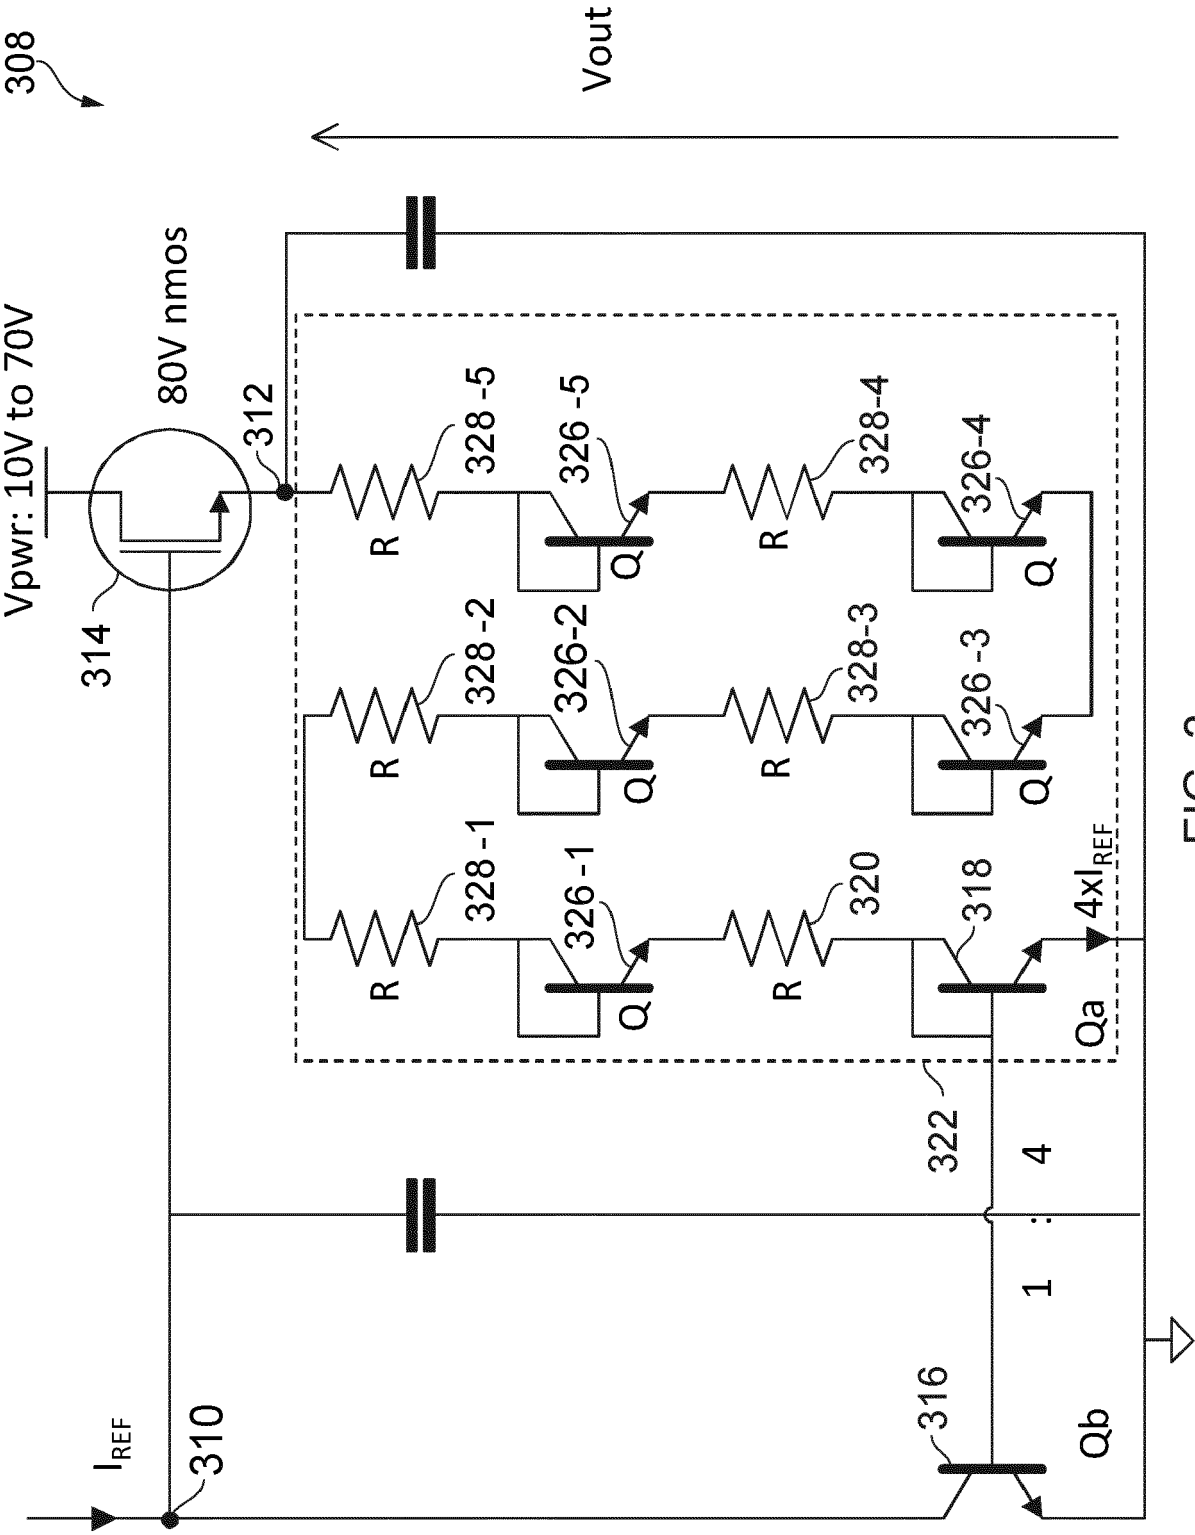 308
Vpwr: 10V to 70V
80V nmos
314
312
Vout
I_REF
310
328-1
328-2
328-5
R
R
R
326-1
326-2
326-5
Q
Q
Q
320
328-3
328-4
R
R
R
318
326-3
326-4
Qa
Q
Q
4xI_REF
322
1 : 4
316
Qb